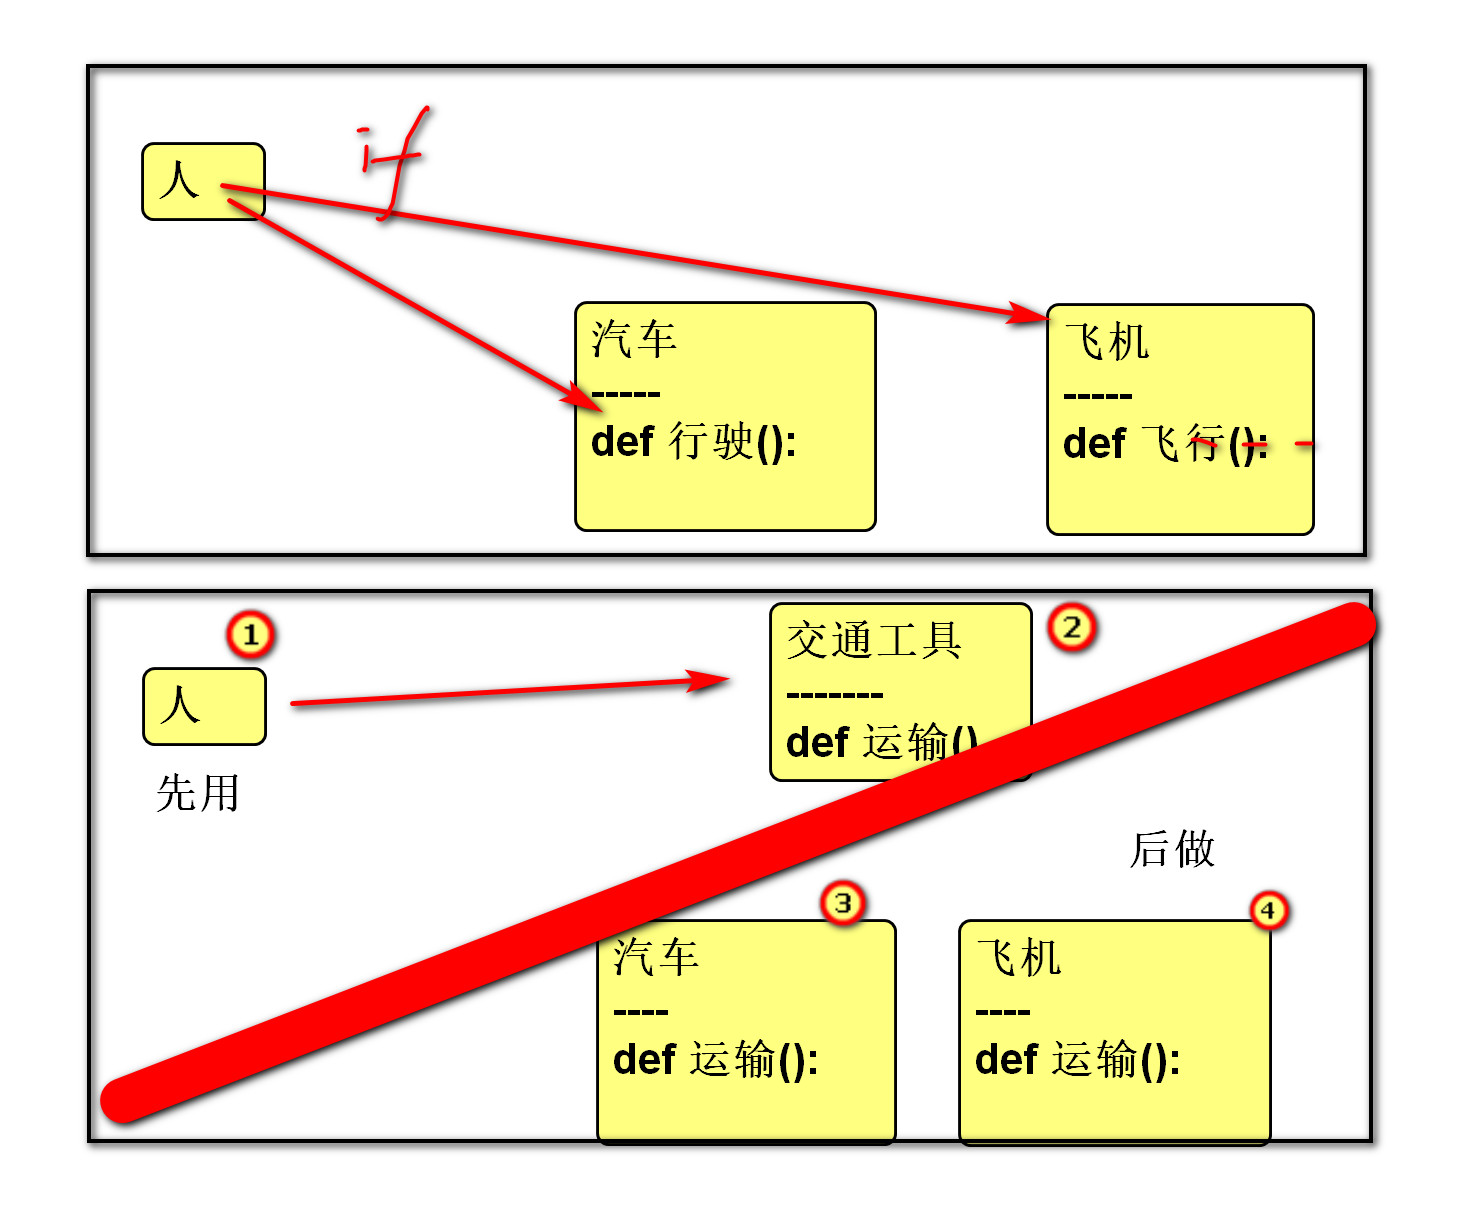 if
人
汽车
-----
def 行驶():
飞机
-----
def 飞行():
1
人
先用
2
交通工具
-------
def 运输()
后做
3
汽车
----
def 运输():
4
飞机
----
def 运输():